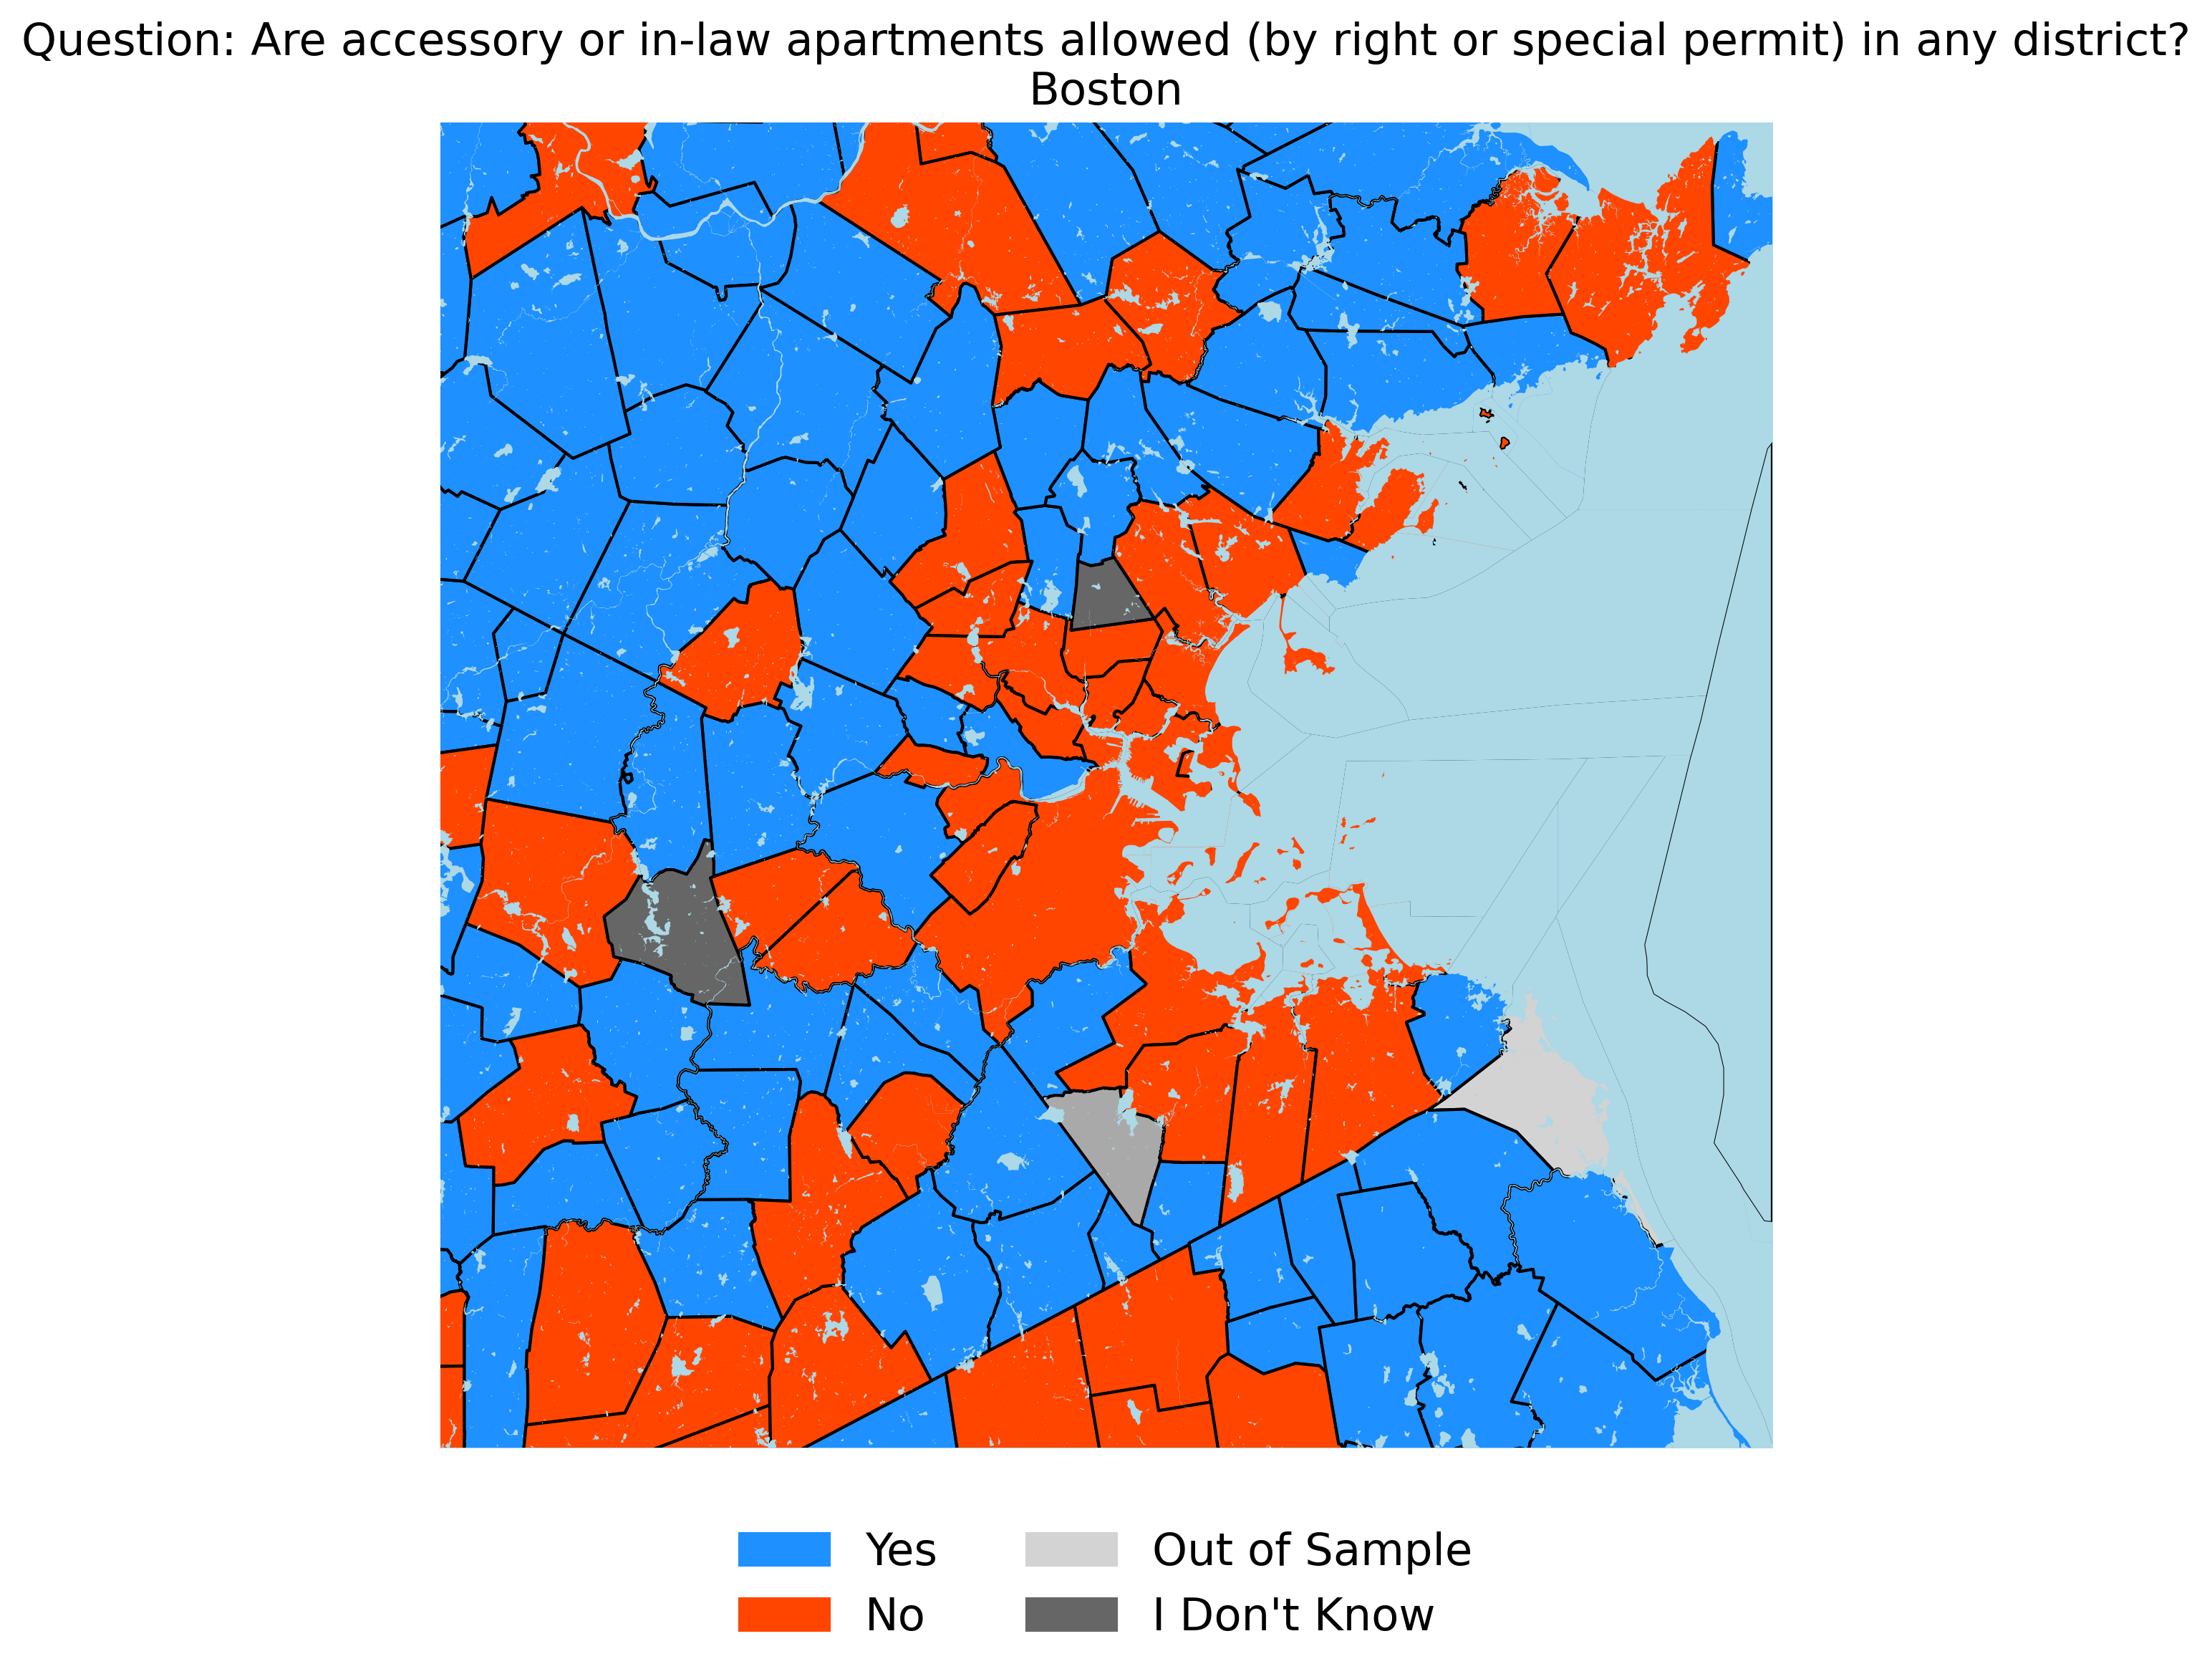 Question: Are accessory or in-law apartments allowed (by right or special permit) in any district?
Boston
Yes
No
Out of Sample
I Don't Know